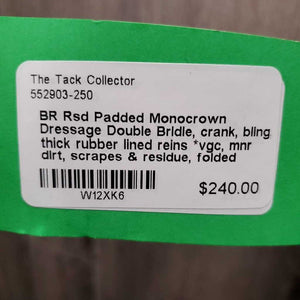 The Tack Collector
552903-250
BR Rsd Padded Monocrown
Dressage Double Bridle, crank, bling
thick rubber lined reins *vgc, mnr
dirt, scrapes & residue, folded
W12XK6
$240.00